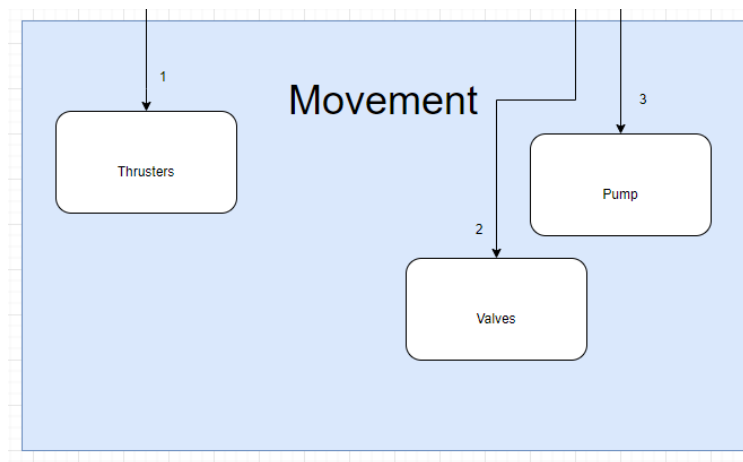 1
Movement
3
Thrusters
Pump
2
Valves